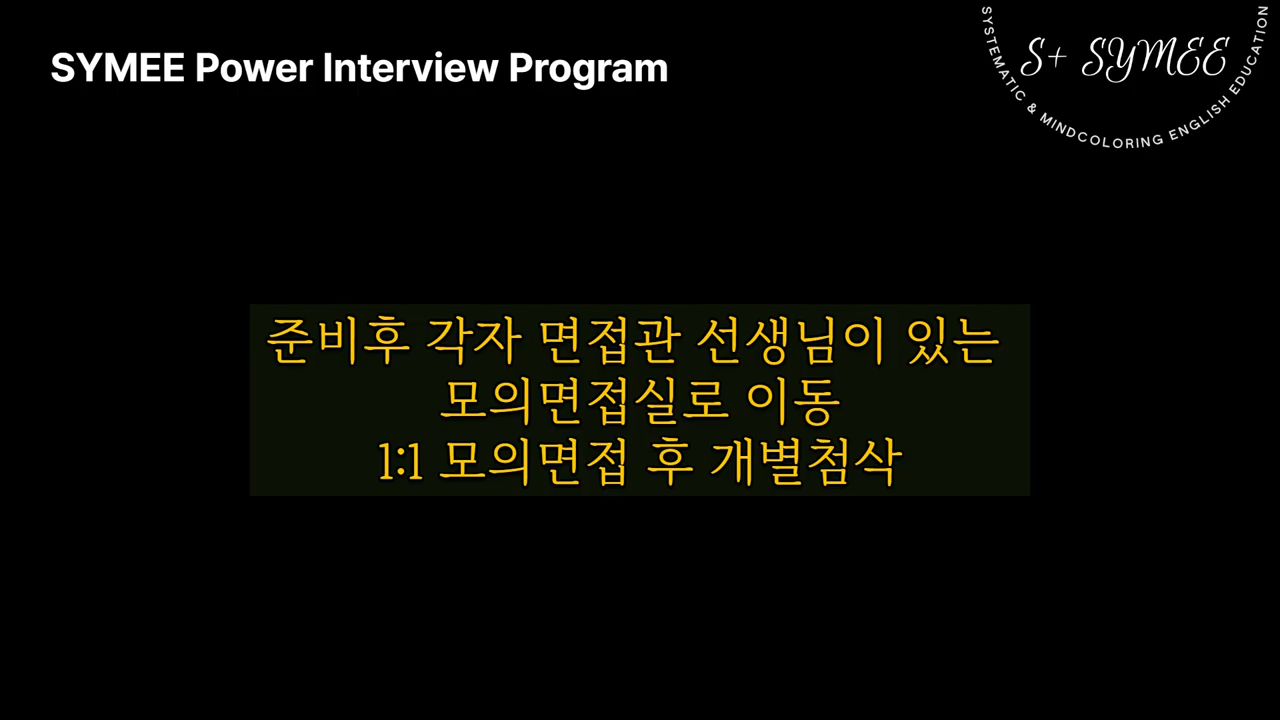 SYMEE Power Interview Program
S+ SYMEE
SYSTEMATIC & MINDCOLORING ENGLISH EDUCATION
준비후 각자 면접관 선생님이 있는
모의면접실로 이동
1:1 모의면접 후 개별첨삭